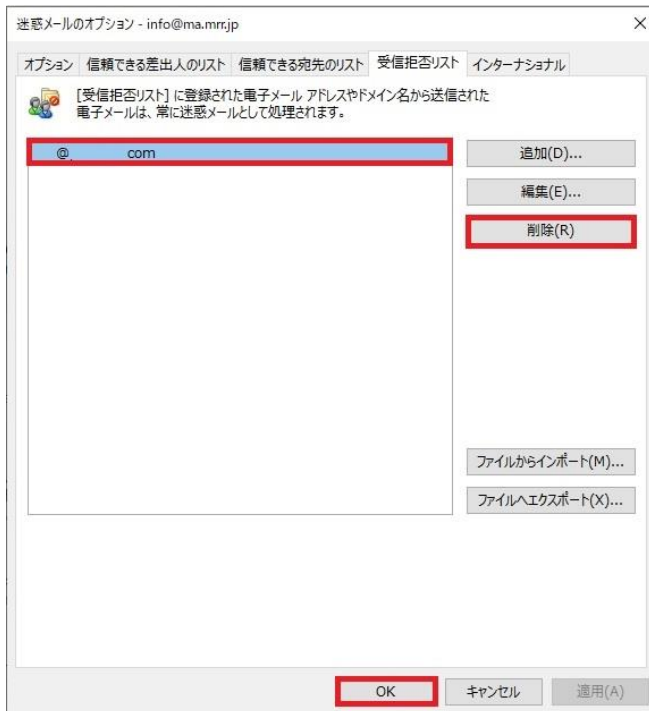 迷惑メールのオプション - info@ma.mrr.jp
オプション 信頼できる差出人のリスト 信頼できる宛先のリスト 受信拒否リスト インターナショナル
[受信拒否リスト] に登録された電子メール アドレスやドメイン名から送信された
電子メールは、常に迷惑メールとして処理されます。
@ com
追加(D)...
編集(E)...
削除(R)
ファイルからインポート(M)...
ファイルへエクスポート(X)...
OK キャンセル 適用(A)